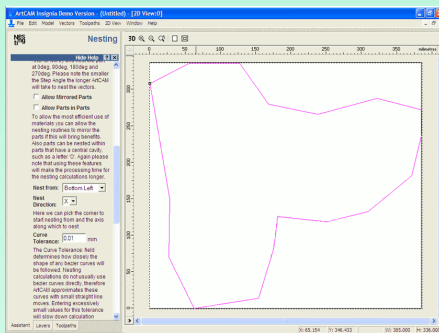 ArtCAM Insignia Demo Version - (Untitled) - [2D View:0]
File Edit Model Vectors Toolpaths 2D View Window Help
Nesting
3D
Hide Help
0 50 100 150 200 250 300 350 millimetres
at 0deg, 90deg, 180deg and
270deg. Please note the smaller
the Step Angle the longer ArtCAM
will take to nest the vectors.
Allow Mirrored Parts
Allow Parts in Parts
To allow the most efficient use of
materials you can allow the
nesting routines to mirror the
parts if this will bring benefits.
Also parts can be nested within
parts that have a central cavity,
such as a letter 'O'. Again please
note that using these features
will make the processing time for
the nesting calculations longer.
Nest from: Bottom Left
Nest
Direction: X
Here we can pick the corner to
start nesting from and the axis
along which to nest
Curve
Tolerance: 0.01 mm
The Curve Tolerance field
determines how closely the
shape of any bezier curves will
be followed. Nesting
calculations do not usually use
bezier curves directly, therefore
ArtCAM approximates these
curves with small straight line
moves. Entering excessively
small values for this tolerance
will slow down calculation
300
250
200
150
100
50
0
Assistant Layers Toolpaths
X: 65.154 Y: 346.433 W: 385.000 H: 336.00